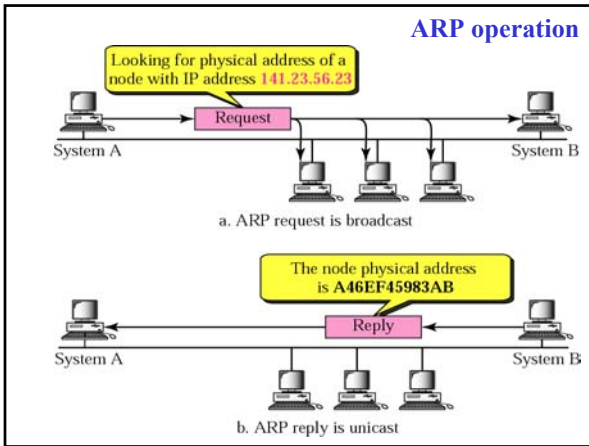 ARP operation
Looking for physical address of a
node with IP address 141.23.56.23
Request
System A
System B
a. ARP request is broadcast
The node physical address
is A46EF45983AB
Reply
System A
System B
b. ARP reply is unicast